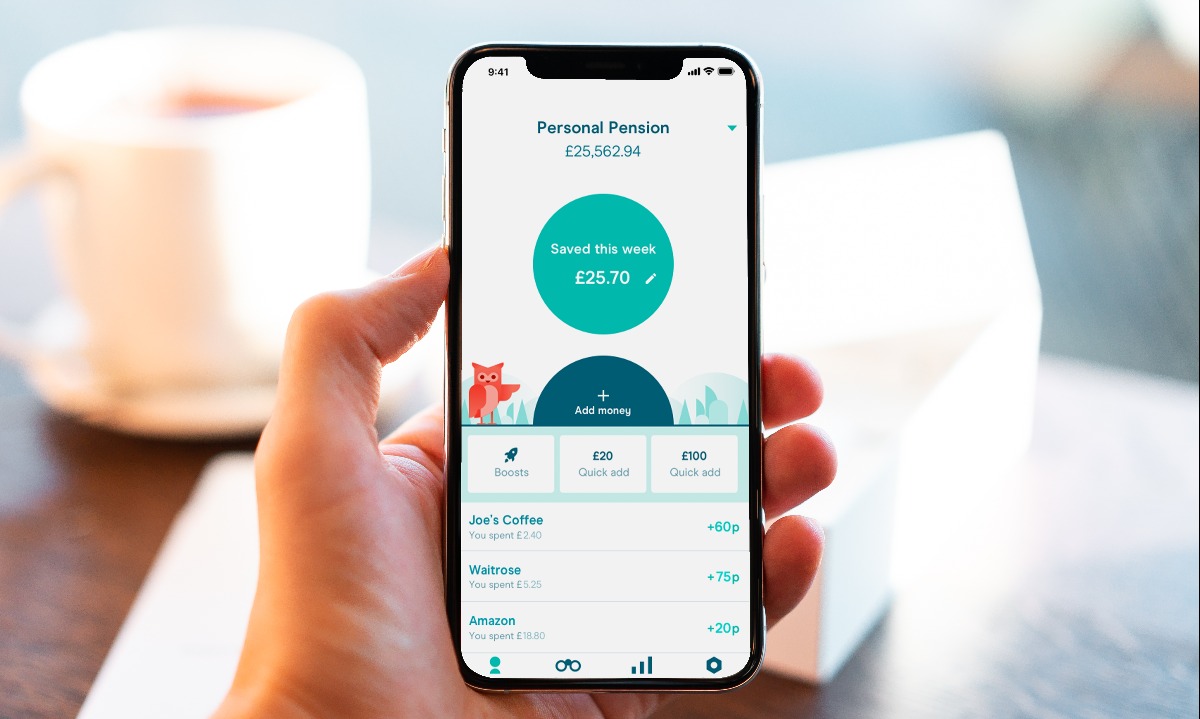 9:41
Personal Pension
£25,562.94
Saved this week
£25.70
Add money
Boosts
£20
Quick add
£100
Quick add
Joe's Coffee
You spent £2.40
+60p
Waitrose
You spent £5.25
+75p
Amazon
You spent £18.80
+20p